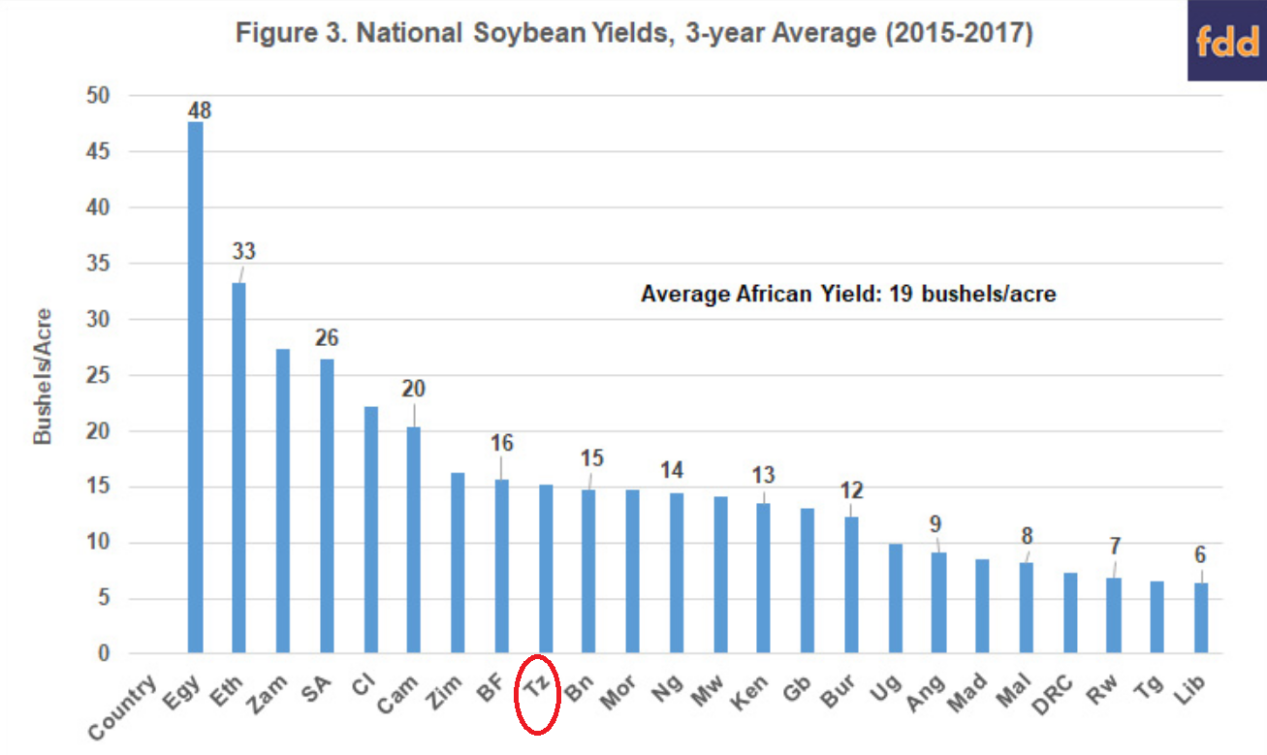 Figure 3. National Soybean Yields, 3-year Average (2015-2017)
fdd
50
45
40
35
30
25
20
15
10
5
0
Bushels/Acre
48
33
26
20
16
15
14
13
12
9
8
7
6
Average African Yield: 19 bushels/acre
Country
Egy
Eth
Zam
SA
CI
Cam
Zim
BF
Tz
Bn
Mor
Ng
Mw
Ken
Gb
Bur
Ug
Ang
Mad
Mal
DRC
Rw
Tg
Lib